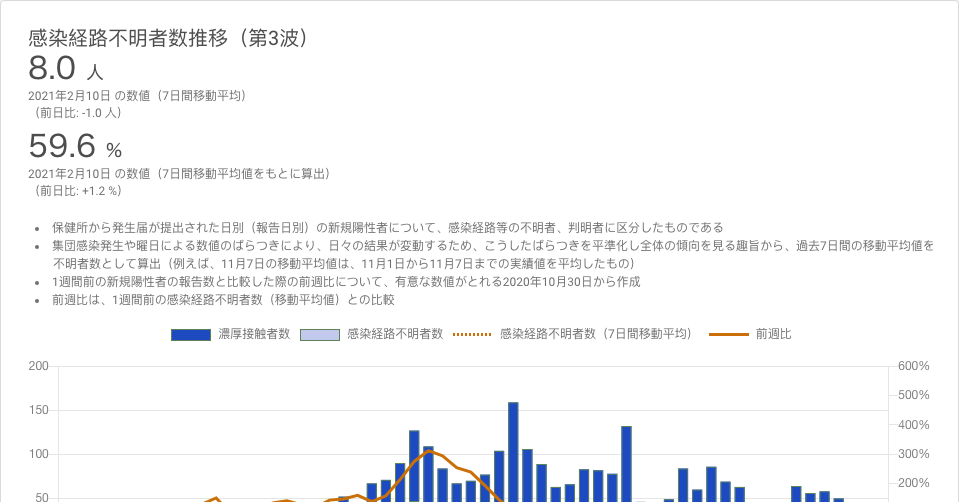 感染経路不明者数推移（第3波）
8.0 人
2021年2月10日 の数値（7日間移動平均）
（前日比: -1.0 人）
59.6 %
2021年2月10日 の数値（7日間移動平均値をもとに算出）
（前日比: +1.2 %）
• 保健所から発生届が提出された日別（報告日別）の新規陽性者について、感染経路等の不明者、判明者に区分したものである
• 集団感染発生や曜日による数値のばらつきにより、日々の結果が変動するため、こうしたばらつきを平準化し全体の傾向を見る趣旨から、過去7日間の移動平均値を
不明者数として算出（例えば、11月7日の移動平均値は、11月1日から11月7日までの実績値を平均したもの）
• 1週間前の新規陽性者の報告数と比較した際の前週比について、有意な数値がとれる2020年10月30日から作成
• 前週比は、1週間前の感染経路不明者数（移動平均値）との比較
濃厚接触者数 感染経路不明者数 感染経路不明者数（7日間移動平均） 前週比
200 600%
500%
150
400%
100 300%
200%
50